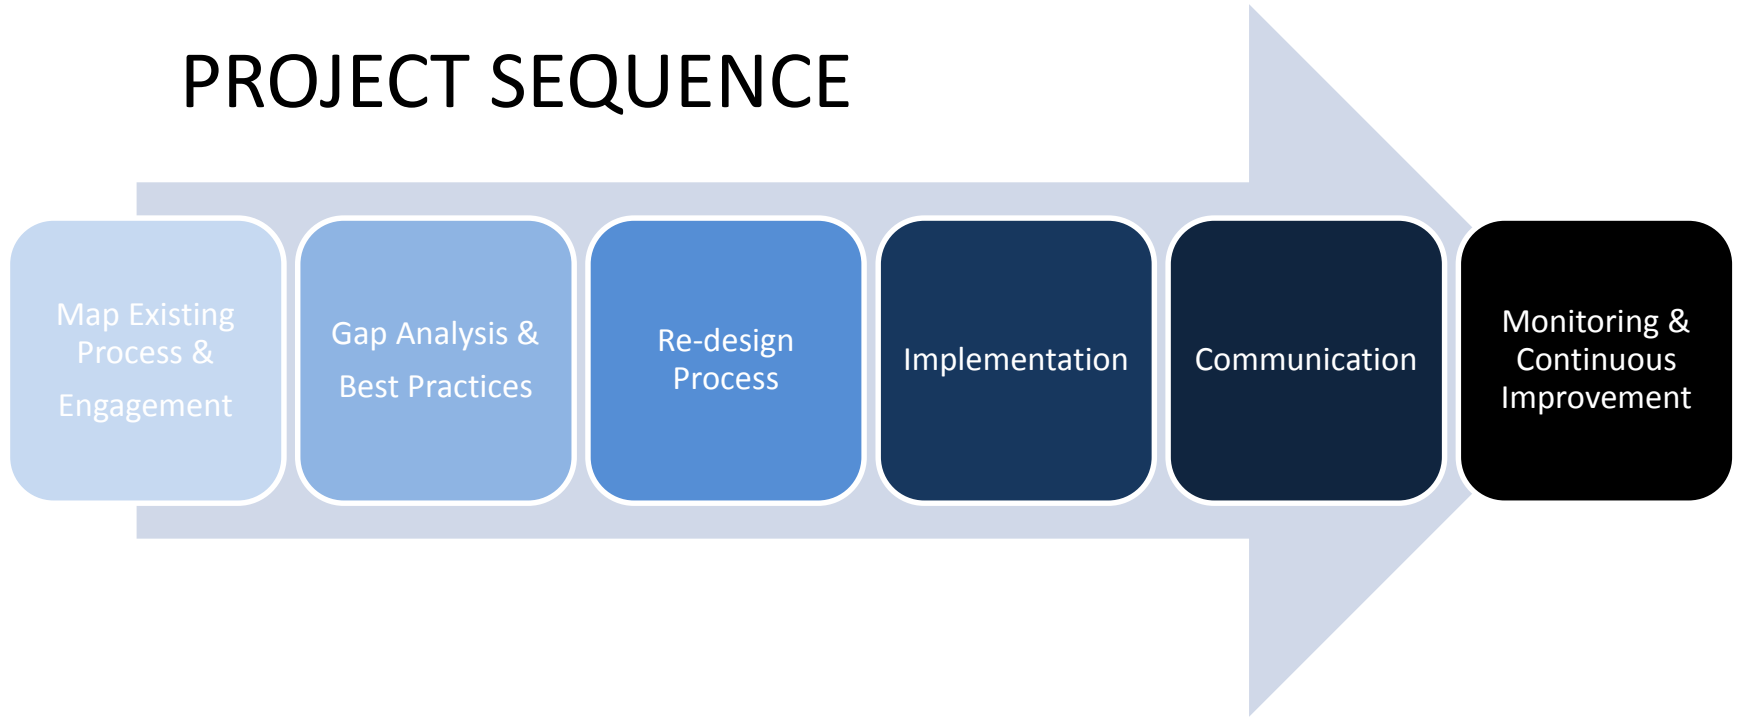 PROJECT SEQUENCE
Map Existing
Process &
Engagement
Gap Analysis &
Best Practices
Re-design
Process
Implementation
Communication
Monitoring &
Continuous
Improvement